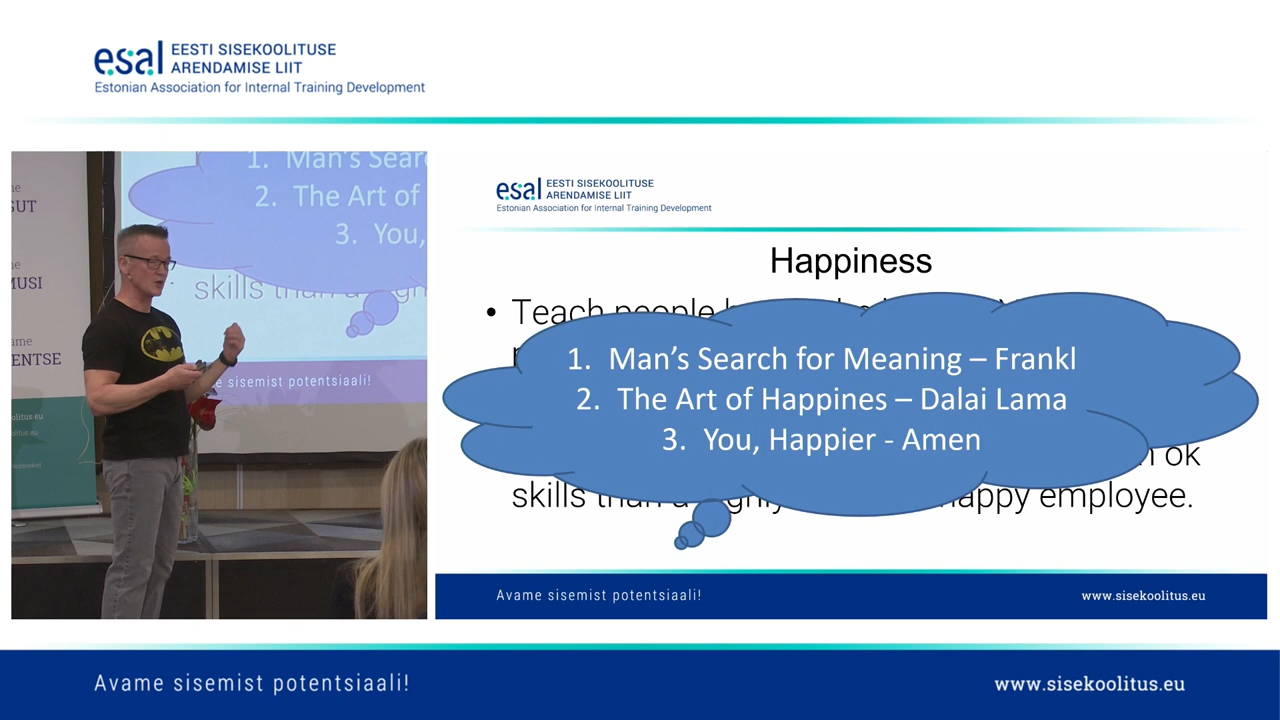 esal EESTI SISEKOOLITUSE
ARENDAMISE LIIT
Estonian Association for Internal Training Development
1. Man's
2. The Art of
3. You,
skills
sisemist potentsiaali!
esal EESTI SISEKOOLITUSE
ARENDAMISE LIIT
Estonian Association for Internal Training Development
Happiness
• Teach people
1. Man's Search for Meaning – Frankl
2. The Art of Happines – Dalai Lama
3. You, Happier - Amen
ok
skills than a happy employee.
Avame sisemist potentsiaali!
www.sisekoolitus.eu
Avame sisemist potentsiaali!
www.sisekoolitus.eu